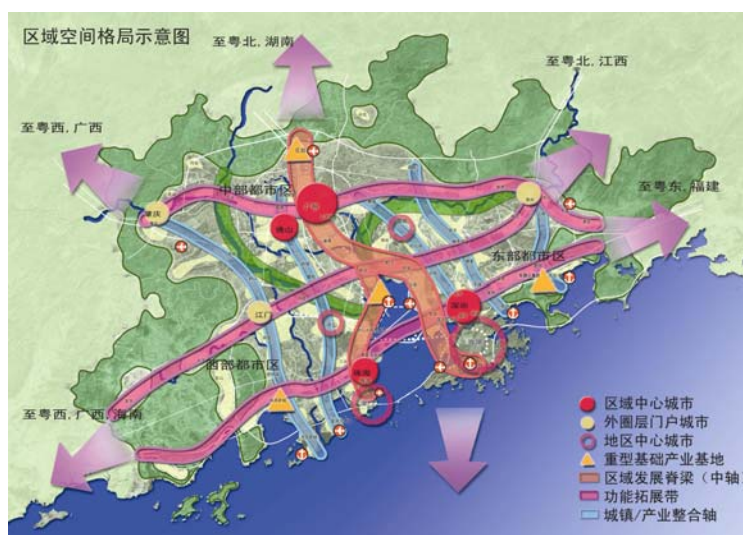 区域空间格局示意图
至粤北,湖南
至粤北,江西
至粤西,广西
至粤东,福建
中部都市区
肇庆
佛山
东部都市区
深圳
江门
珠海
西部都市区
至粤西,广西,海南
区域中心城市
外圈层门户城市
地区中心城市
重型基础产业基地
区域发展脊梁（中轴）
功能拓展带
城镇/产业整合轴